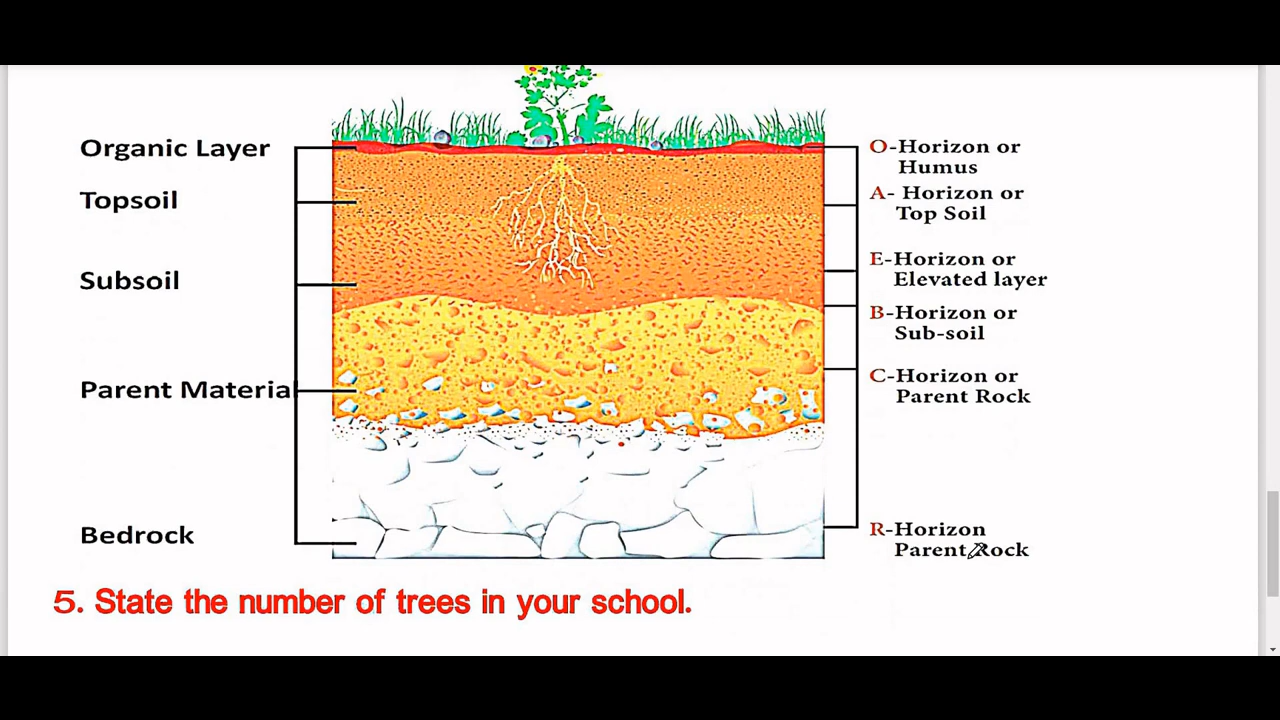 Organic Layer
Topsoil
Subsoil
Parent Material
Bedrock
O-Horizon or
Humus
A- Horizon or
Top Soil
E-Horizon or
Elevated layer
B-Horizon or
Sub-soil
C-Horizon or
Parent Rock
R-Horizon
Parent Rock
5. State the number of trees in your school.